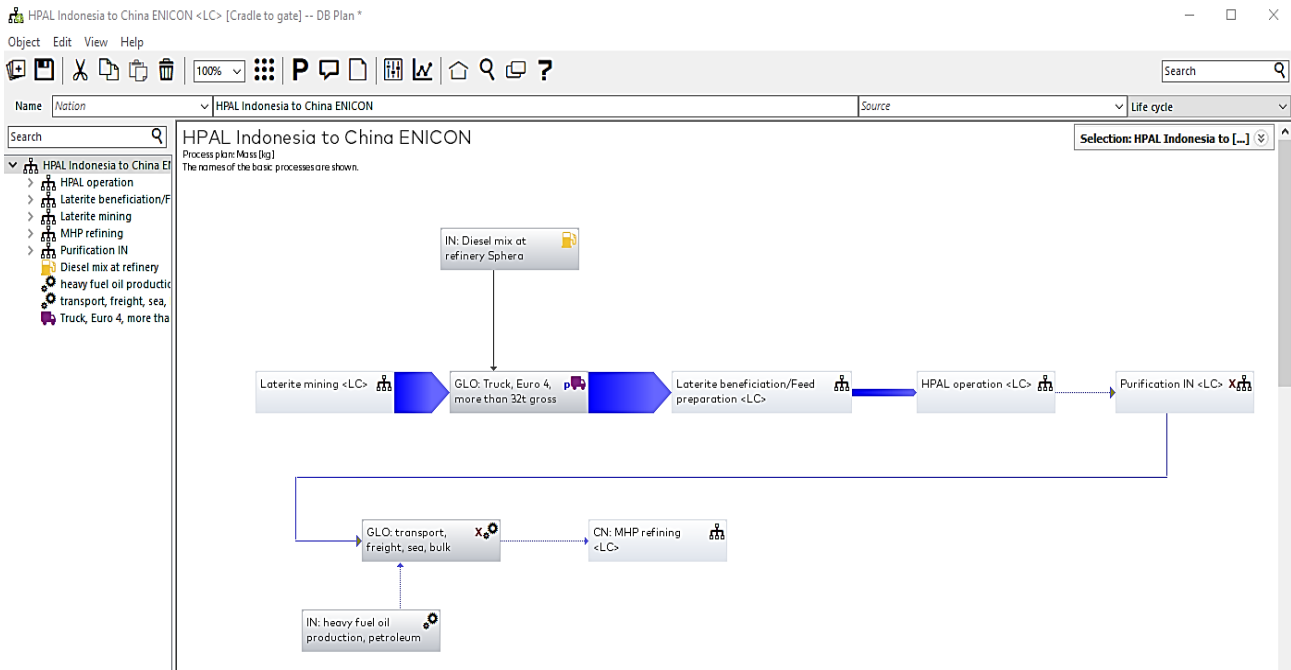 HPAL Indonesia to China ENICON <LC> [Cradle to gate] -- DB Plan *
Object Edit View Help
100% P ? Search
Name Nation HPAL Indonesia to China ENICON Source Life cycle
Search
HPAL Indonesia to China El
HPAL operation
Laterite beneficiation/F
Laterite mining
MHP refining
Purification IN
Diesel mix at refinery
heavy fuel oil productic
transport, freight, sea,
Truck, Euro 4, more tha
HPAL Indonesia to China ENICON
Process plan: Mass [kg]
The names of the basic processes are shown.
Selection: HPAL Indonesia to [...]
IN: Diesel mix at
refinery Sphera
Laterite mining <LC>
GLO: Truck, Euro 4,
more than 32t gross
p
Laterite beneficiation/Feed
preparation <LC>
HPAL operation <LC>
Purification IN <LC> X
GLO: transport,
freight, sea, bulk
X
CN: MHP refining
<LC>
IN: heavy fuel oil
production, petroleum